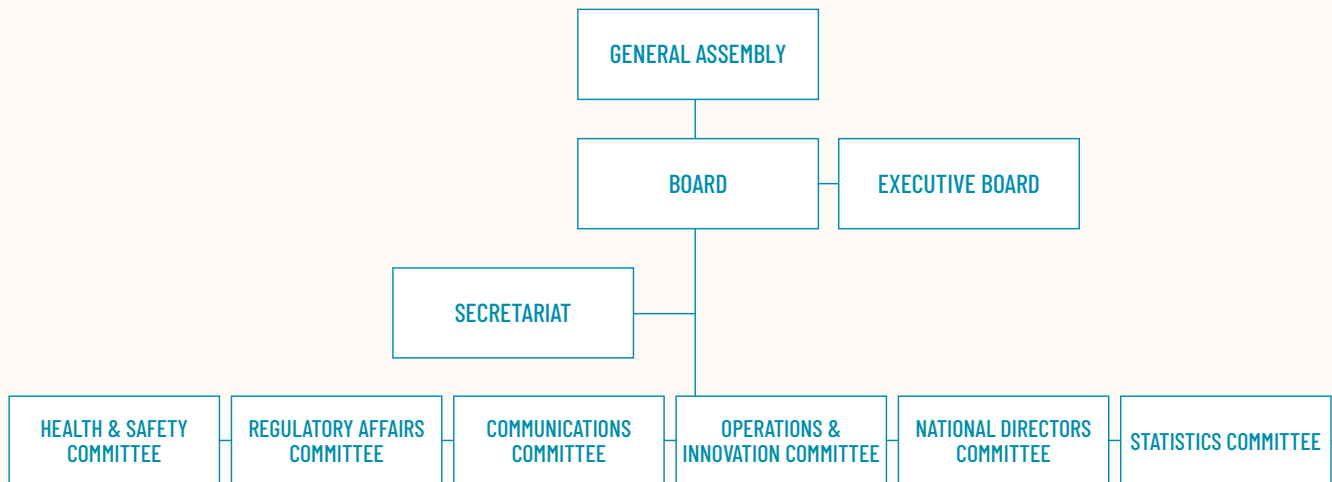 GENERAL ASSEMBLY
BOARD
EXECUTIVE BOARD
SECRETARIAT
HEALTH & SAFETY
COMMITTEE
REGULATORY AFFAIRS
COMMITTEE
COMMUNICATIONS
COMMITTEE
OPERATIONS &
INNOVATION COMMITTEE
NATIONAL DIRECTORS
COMMITTEE
STATISTICS COMMITTEE